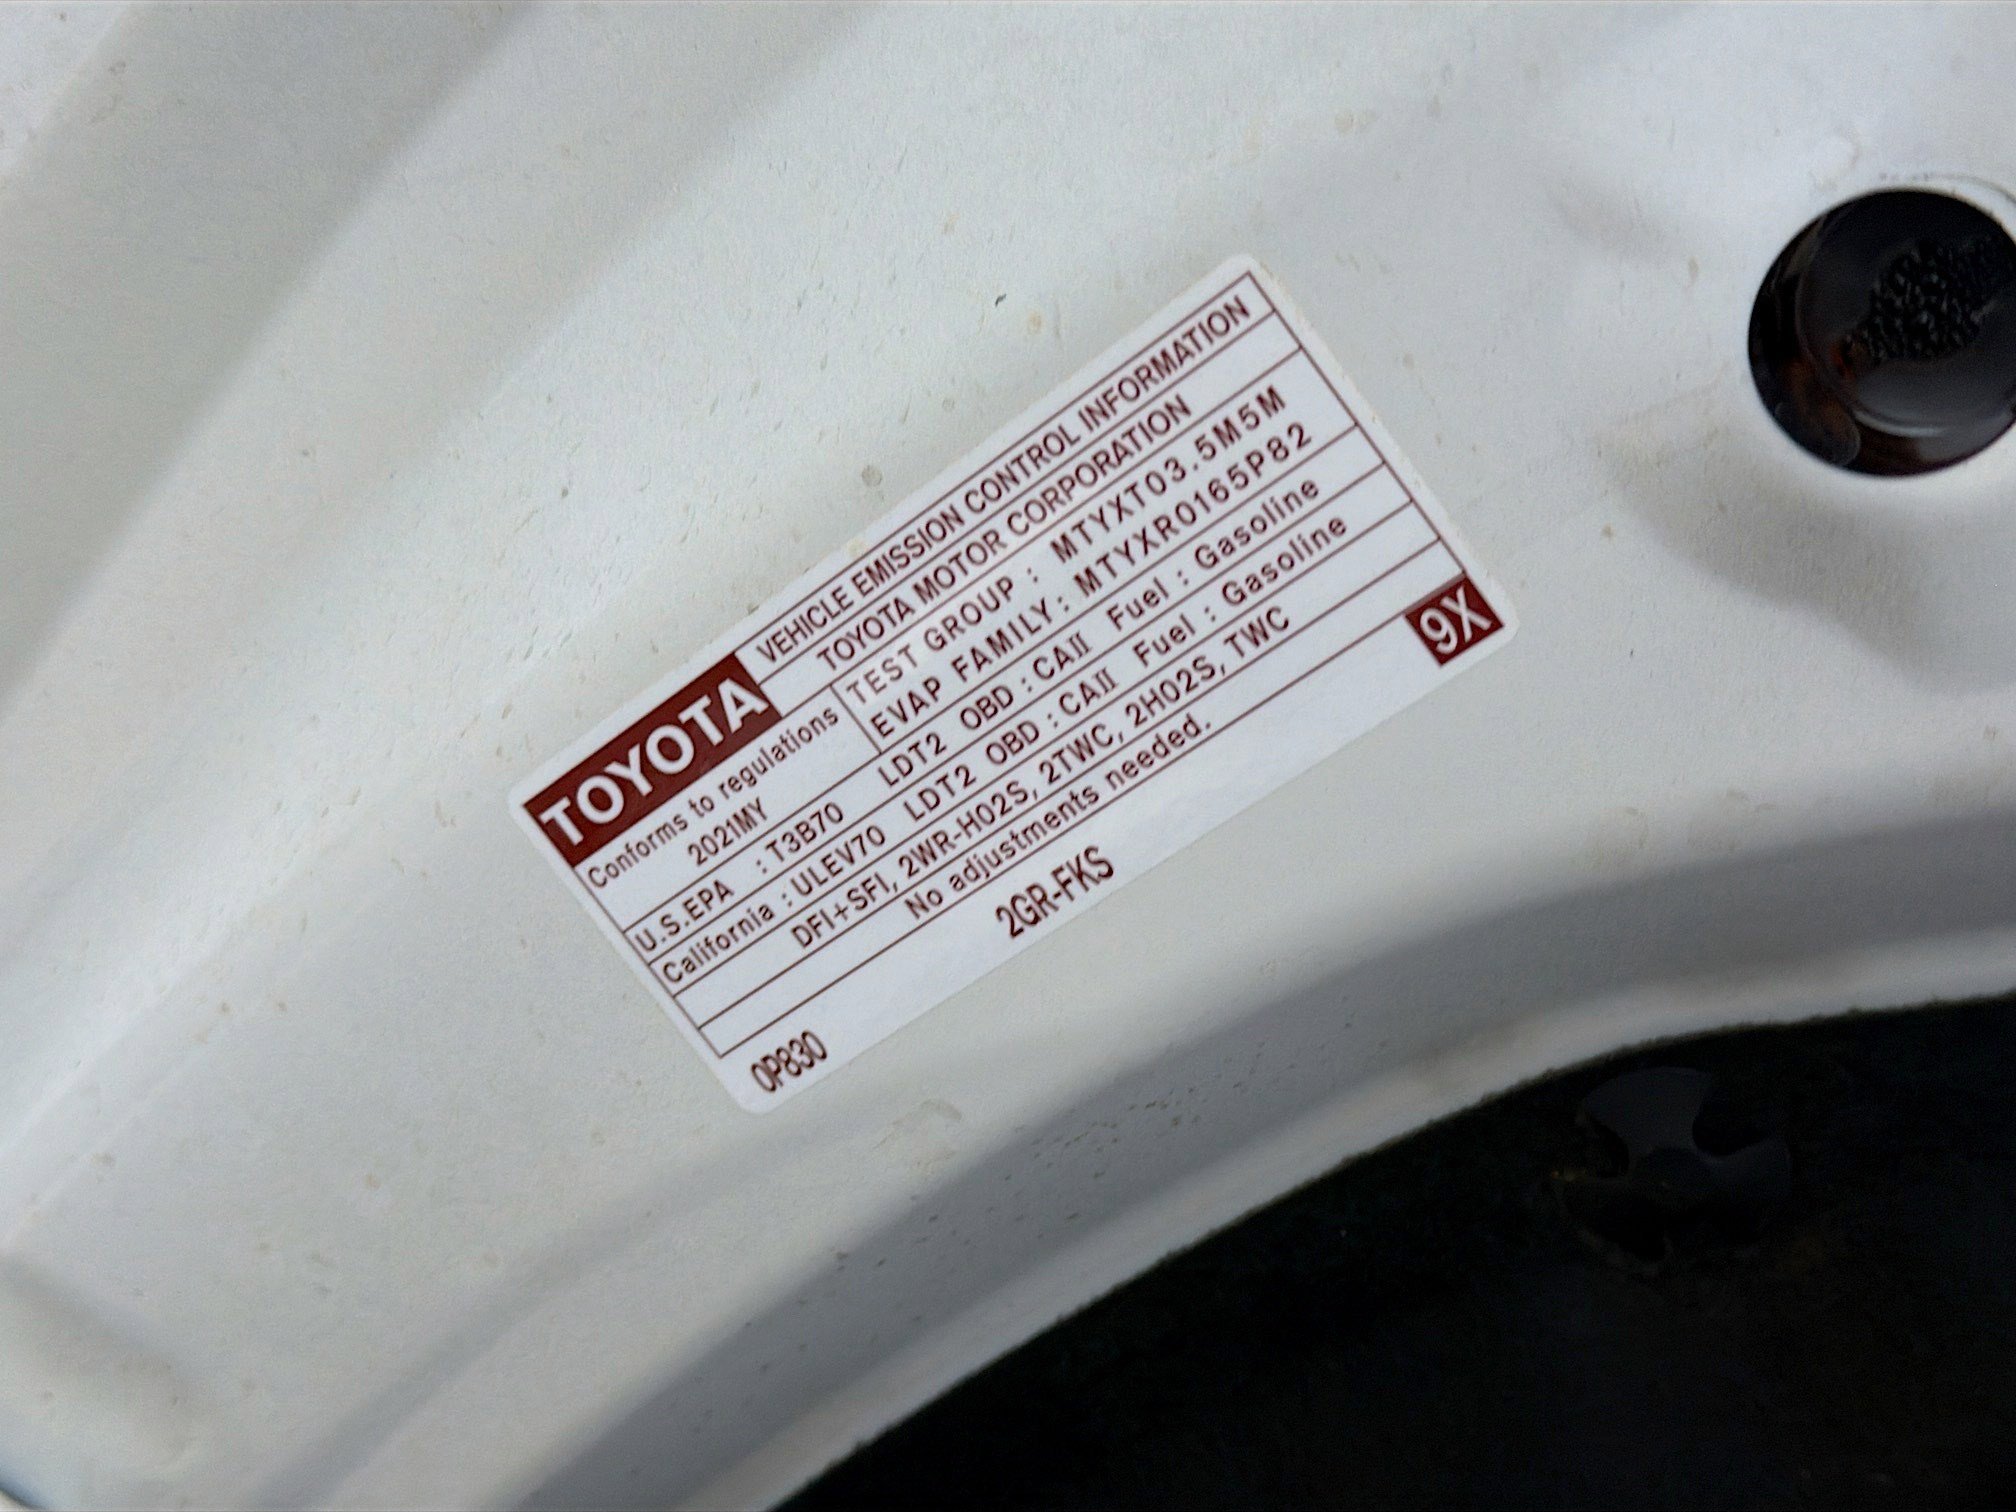 TOYOTA VEHICLE EMISSION CONTROL INFORMATION
TOYOTA MOTOR CORPORATION
Conforms to regulations
2021MY
TEST GROUP : MTYXT03.5M5M
EVAP FAMILY: MTYXR0165P82
U.S.EPA : T3B70 LDT2 OBD : CAII Fuel : Gasoline
California : ULEV70 LDT2 OBD : CAII Fuel : Gasoline
DFI+SFI, 2WR-HO2S, 2TWC, 2HO2S, TWC
No adjustments needed.
2GR-FKS
9X
0P830